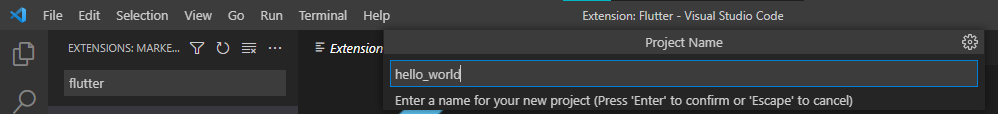 File Edit Selection View Go Run Terminal Help Extension: Flutter - Visual Studio Code
EXTENSIONS: MARKE... Extension Project Name
flutter
hello_world
Enter a name for your new project (Press 'Enter' to confirm or 'Escape' to cancel)